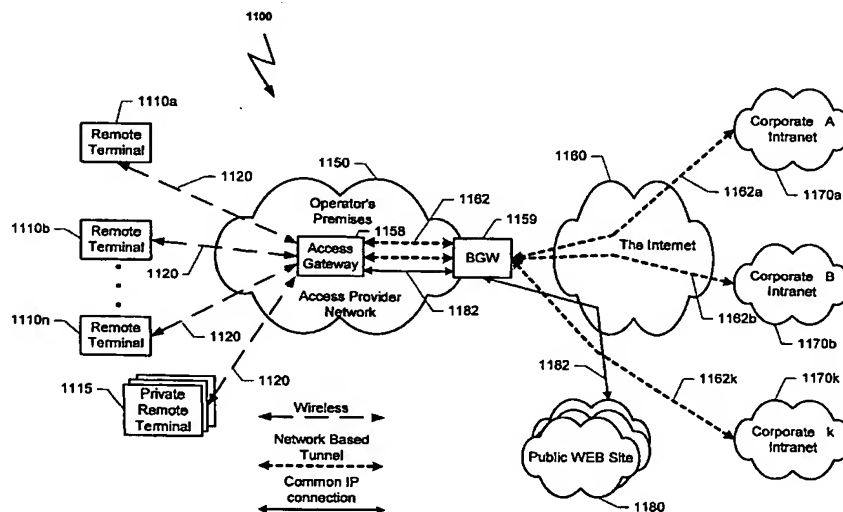 1100
1110a
Remote
Terminal
1120
1110b
Remote
Terminal
1120
1110n
Remote
Terminal
1120
1115
Private
Remote
Terminal
1120
1150
Operator's
Premises
1162
1158
Access
Gateway
1159
BGW
Access Provider
Network
1182
1160
The Internet
1162a
Corporate A
Intranet
1170a
Corporate B
Intranet
1162b
1170b
1182
1162k
1170k
Corporate k
Intranet
Public WEB Site
1180
Wireless
Network Based
Tunnel
Common IP
connection